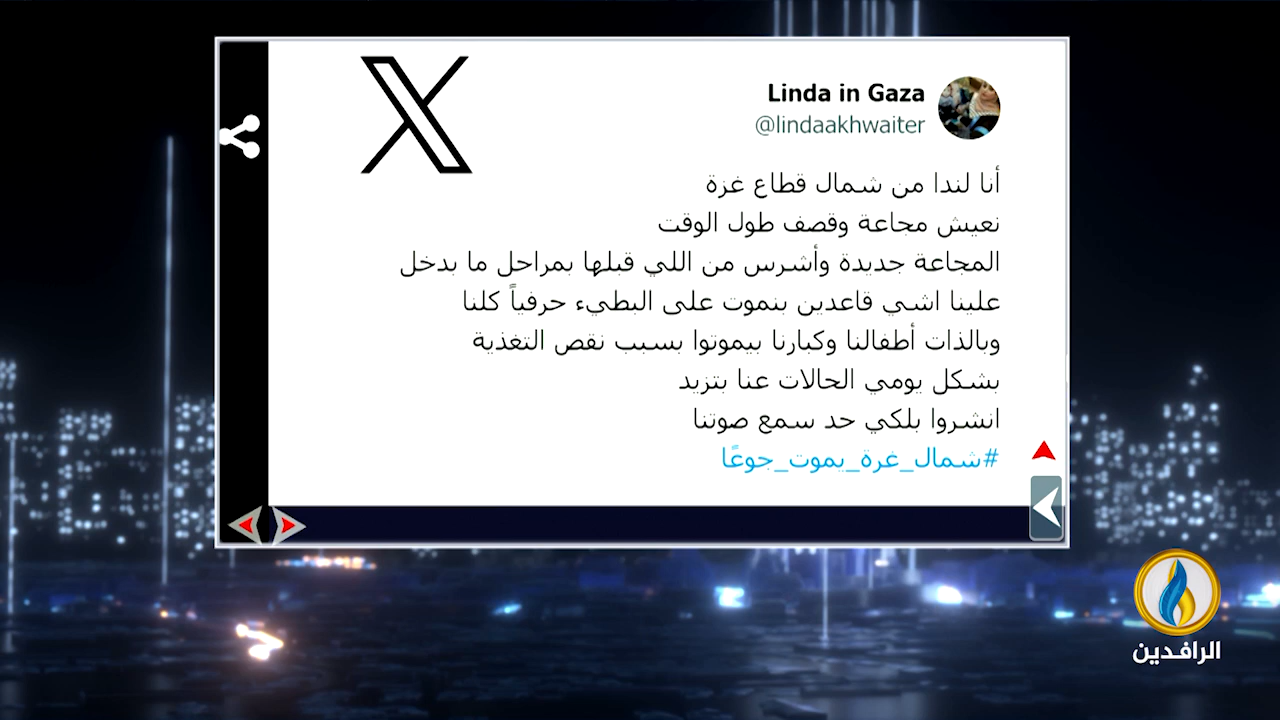 Linda in Gaza
@lindaakhwaiter
أنا لندا من شمال قطاع غزة
نعيش مجاعة وقصف طول الوقت
المجاعة جديدة وأشرس من اللي قبلها بمراحل ما بدخل
علينا اشي قاعدين بنموت على البطيء حرفياً كلنا
وبالذات أطفالنا وكبارنا بيموتوا بسبب نقص التغذية
بشكل يومي الحالات عنا بتزيد
انشروا بلكي حد سمع صوتنا
#شمال_غزة_يموت_جوعًا
الرافدين